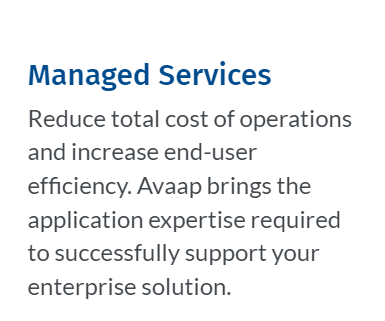 Managed Services
Reduce total cost of operations
and increase end-user
efficiency. Avaap brings the
application expertise required
to successfully support your
enterprise solution.